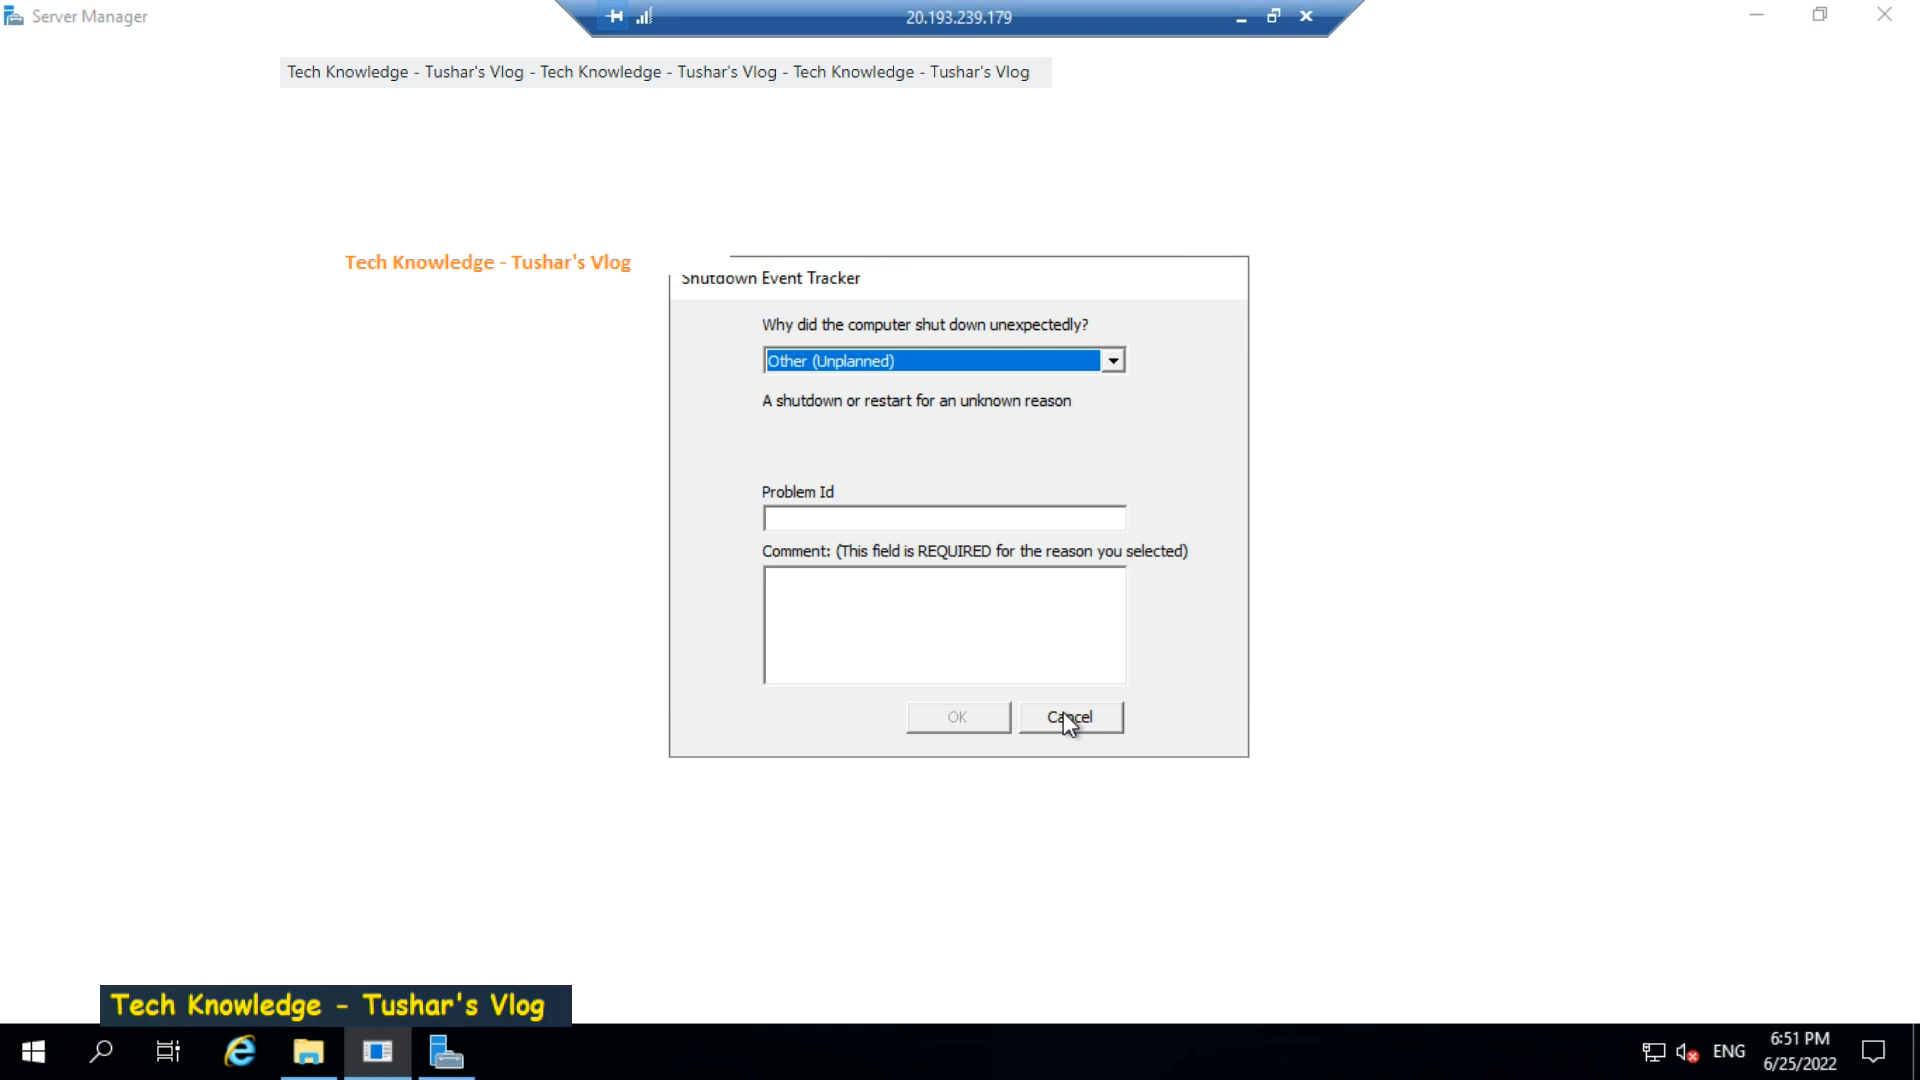 Server Manager
20.193.239.179
Tech Knowledge - Tushar's Vlog - Tech Knowledge - Tushar's Vlog - Tech Knowledge - Tushar's Vlog
Tech Knowledge - Tushar's Vlog
Shutdown Event Tracker
Why did the computer shut down unexpectedly?
Other (Unplanned)
A shutdown or restart for an unknown reason
Problem Id
Comment: (This field is REQUIRED for the reason you selected)
OK
Cancel
Tech Knowledge - Tushar's Vlog
ENG
6:51 PM
6/25/2022